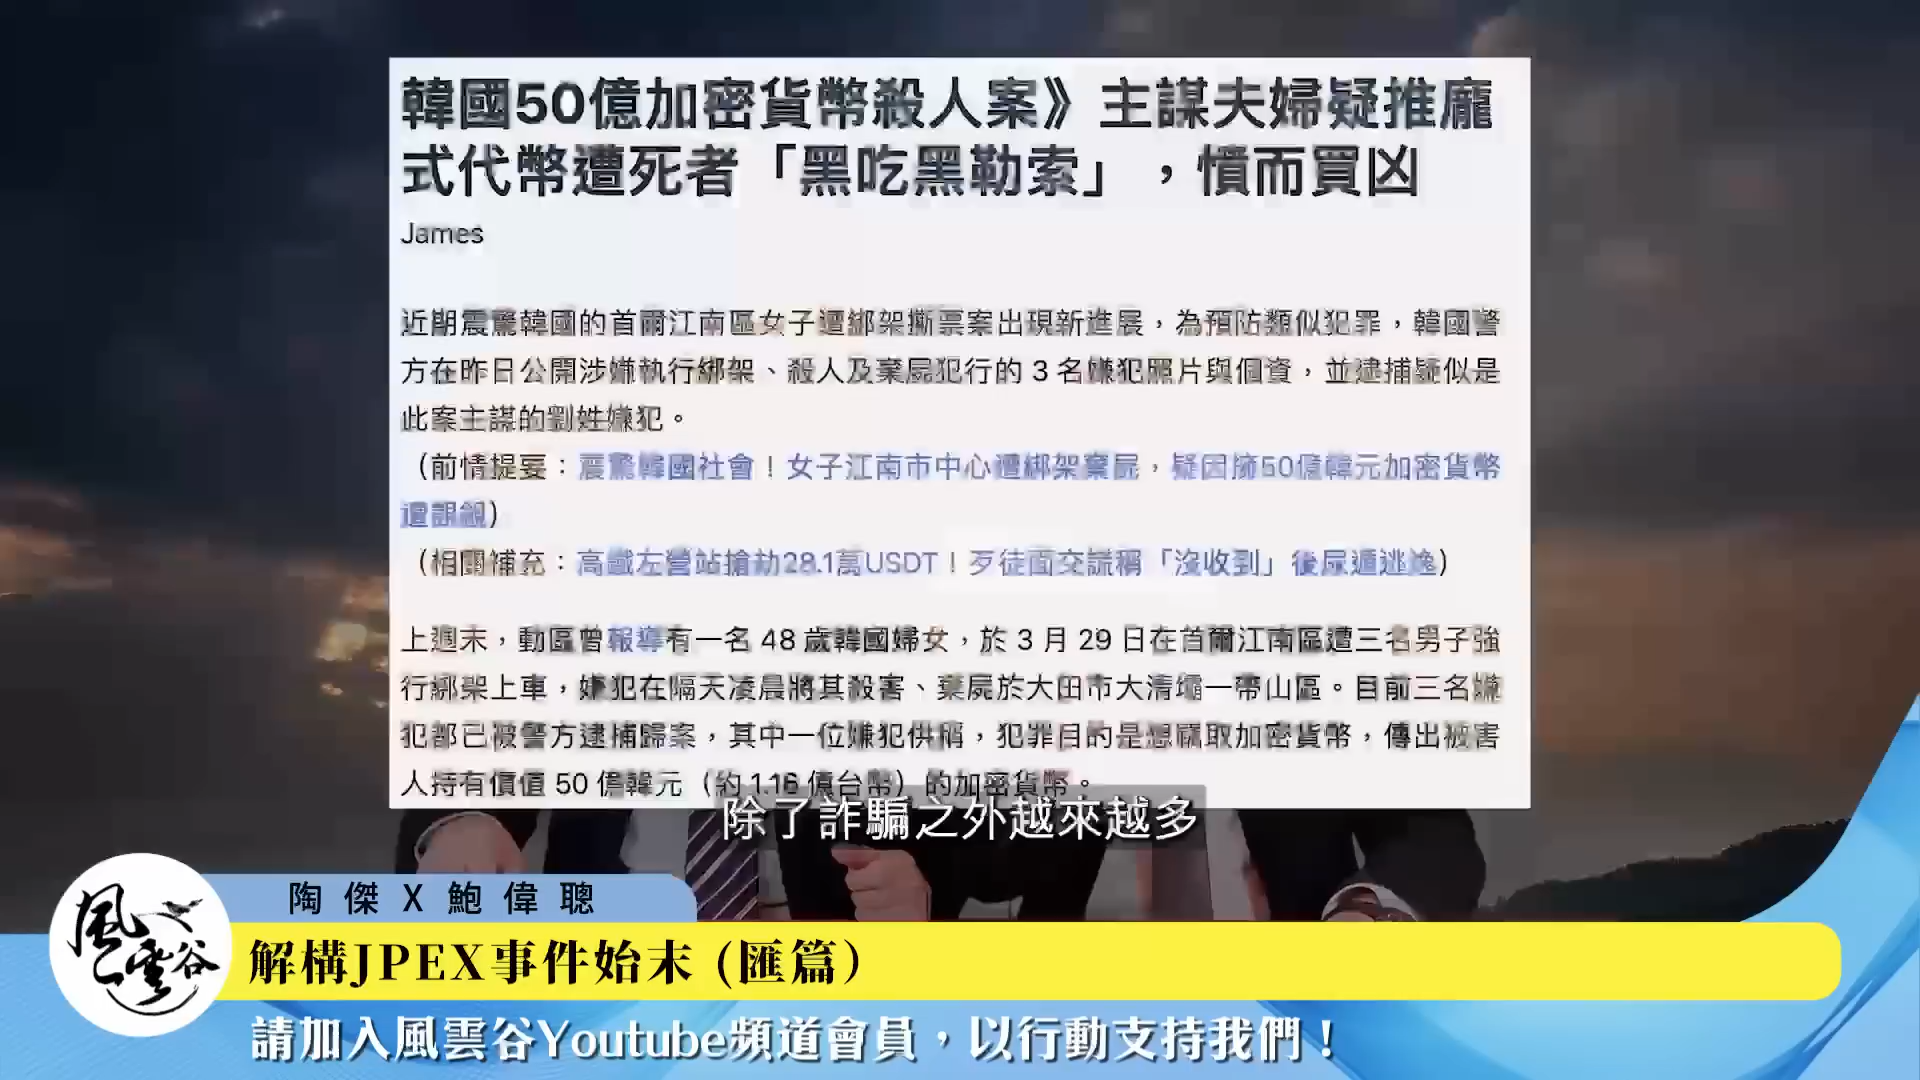 韓國50億加密貨幣殺人案》主謀夫婦疑推龐
式代幣遭死者「黑吃黑勒索」，憤而買凶
James
近期震驚韓國的首爾江南區女子遭綁架撕票案出現新進展，為預防類似犯罪，韓國警
方在昨日公開涉嫌執行綁架、殺人及棄屍犯行的 3 名嫌犯照片與個資，並逮捕疑似是
此案主謀的劉姓嫌犯。
（前情提要：震驚韓國社會！女子江南市中心遭綁架棄屍，疑因擁50億韓元加密貨幣
遭覬覦）
（相關補充：高鐵左營站搶劫28.1萬USDT！歹徒面交謊稱「沒收到」後尿遁逃逸）
上週末，動區曾報導有一名 48 歲韓國婦女，於 3 月 29 日在首爾江南區遭三名男子強
行綁架上車，嫌犯在隔天凌晨將其殺害、棄屍於大田市大清壩一帶山區。目前三名嫌
犯都已被警方逮捕歸案，其中一位嫌犯供稱，犯罪目的是想竊取加密貨幣，傳出被害
人持有價值 50 億韓元（約 1.16 億台幣）的加密貨幣。
除了詐騙之外越來越多
陶傑X鮑偉聰
風雲谷
解構JPEX事件始末 (匯篇)
請加入風雲谷Youtube頻道會員，以行動支持我們！